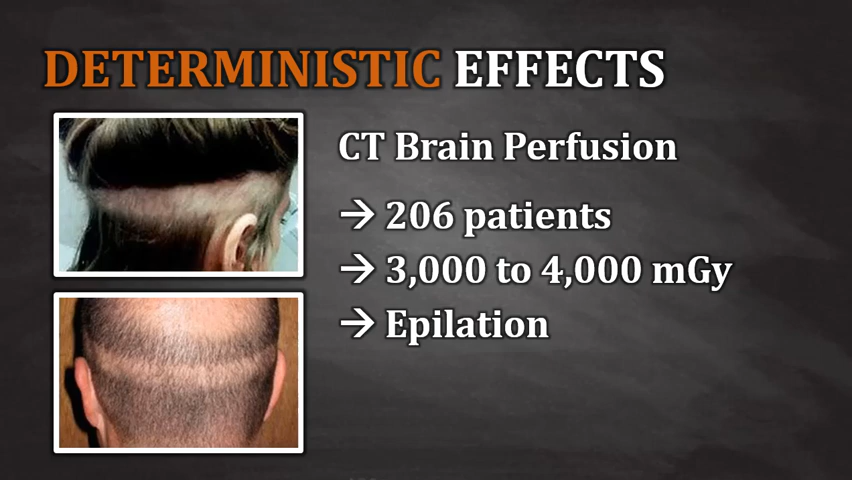 DETERMINISTIC EFFECTS
CT Brain Perfusion
→ 206 patients
→ 3,000 to 4,000 mGy
→ Epilation